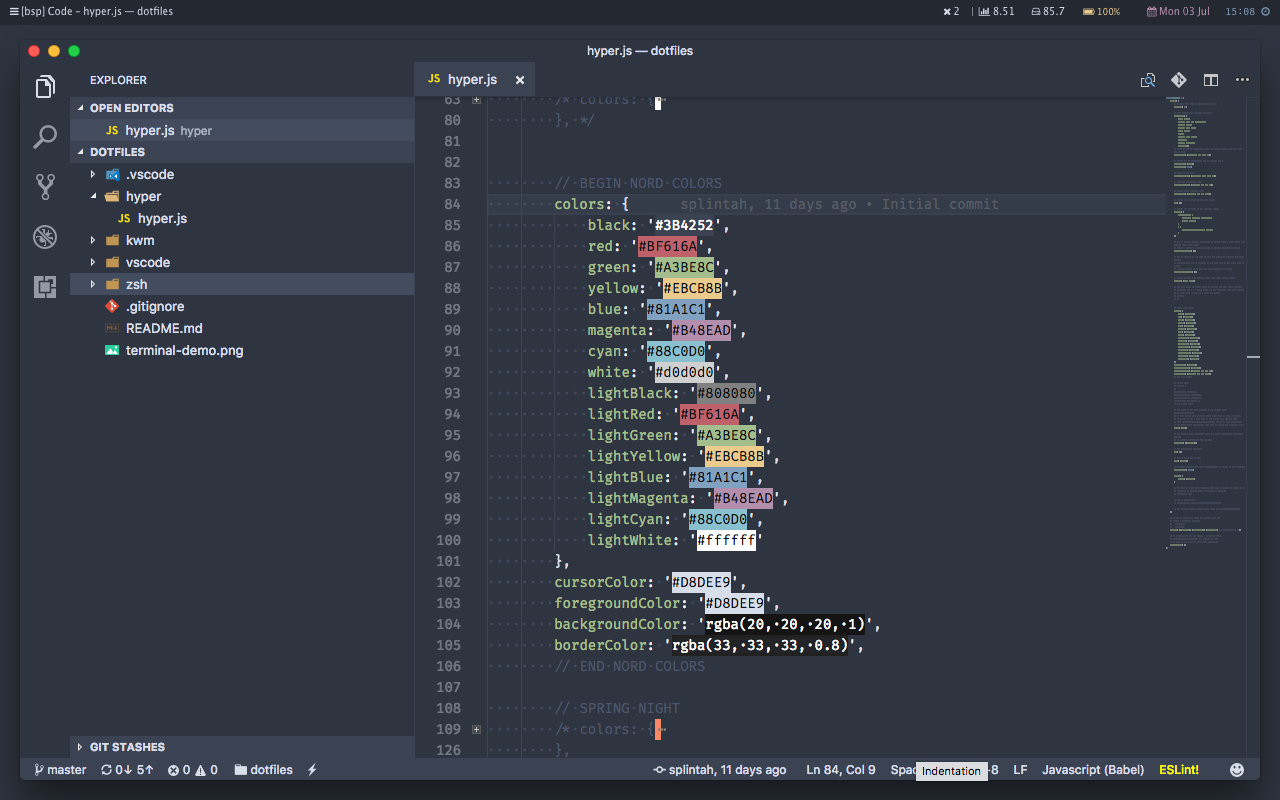 [bsp] Code – hyper.js — dotfiles
2 | 8.51 85.7 100% Mon 03 Jul 15:08
hyper.js — dotfiles
EXPLORER
OPEN EDITORS
JS hyper.js hyper
DOTFILES
.vscode
hyper
JS hyper.js
kwm
vscode
zsh
.gitignore
README.md
terminal-demo.png
GIT STASHES
JS hyper.js ×
63 /* colors: {
80 }, */
81
82
83 // BEGIN NORD COLORS
84 colors: { splintah, 11 days ago • Initial commit
85 black: '#3B4252',
86 red: '#BF616A',
87 green: '#A3BE8C',
88 yellow: '#EBCB8B',
89 blue: '#81A1C1',
90 magenta: '#B48EAD',
91 cyan: '#88C0D0',
92 white: '#d0d0d0',
93 lightBlack: '#808080',
94 lightRed: '#BF616A',
95 lightGreen: '#A3BE8C',
96 lightYellow: '#EBCB8B',
97 lightBlue: '#81A1C1',
98 lightMagenta: '#B48EAD',
99 lightCyan: '#88C0D0',
100 lightWhite: '#ffffff'
101 },
102 cursorColor: '#D8DEE9',
103 foregroundColor: '#D8DEE9',
104 backgroundColor: 'rgba(20, 20, 20, 1)',
105 borderColor: 'rgba(33, 33, 33, 0.8)',
106 // END NORD COLORS
107
108 // SPRING NIGHT
109 /* colors: {
126 },
master 0↓ 5↑ 0 0 dotfiles splintah, 11 days ago Ln 84, Col 9 Indentation -8 LF Javascript (Babel) ESLint!